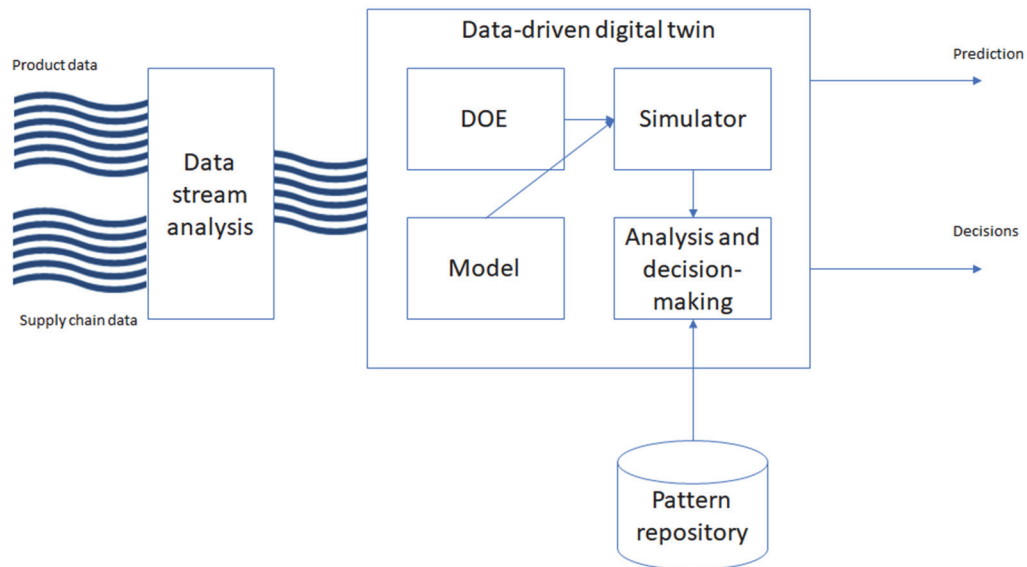 Data-driven digital twin
Product data
Prediction
DOE
Simulator
Data
stream
analysis
Model
Analysis and
decision-
making
Decisions
Supply chain data
Pattern
repository